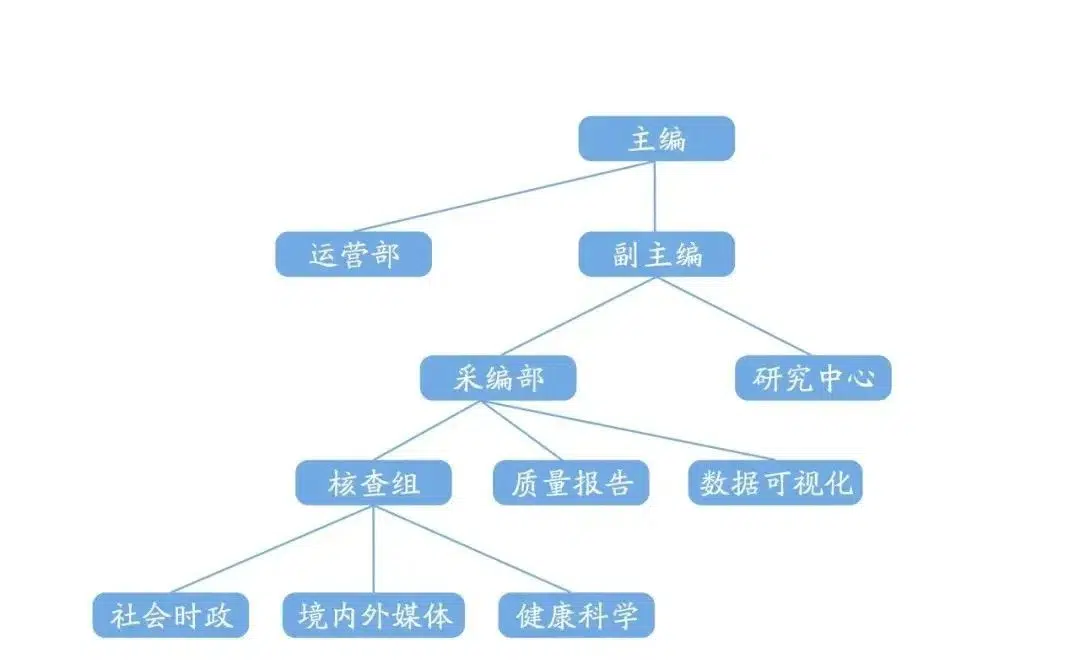 主编
运营部
副主编
采编部
研究中心
核查组
质量报告
数据可视化
社会时政
境内外媒体
健康科学